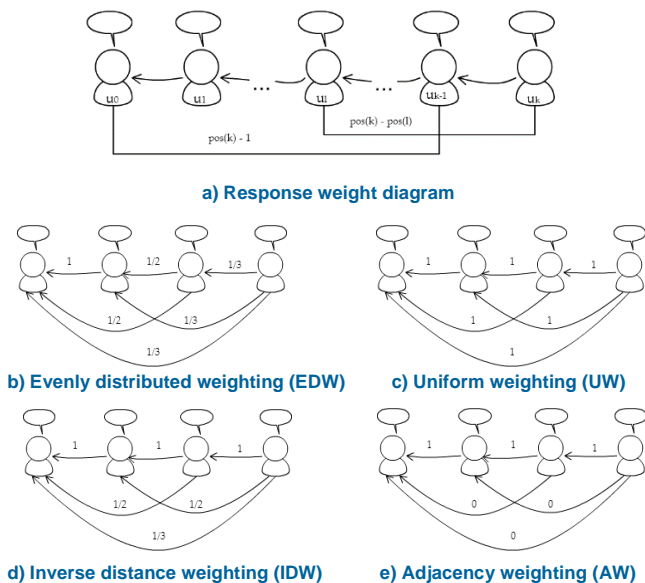 u0 u1 ... ul ... uk-1 uk
pos(k) - pos(l)
pos(k) - 1
a) Response weight diagram
1 1/2 1/3
1/2 1/3
1/3
b) Evenly distributed weighting (EDW)
1 1 1
1 1
1
c) Uniform weighting (UW)
1 1 1
1/2 1/2
1/3
d) Inverse distance weighting (IDW)
1 1 1
0 0
0
e) Adjacency weighting (AW)